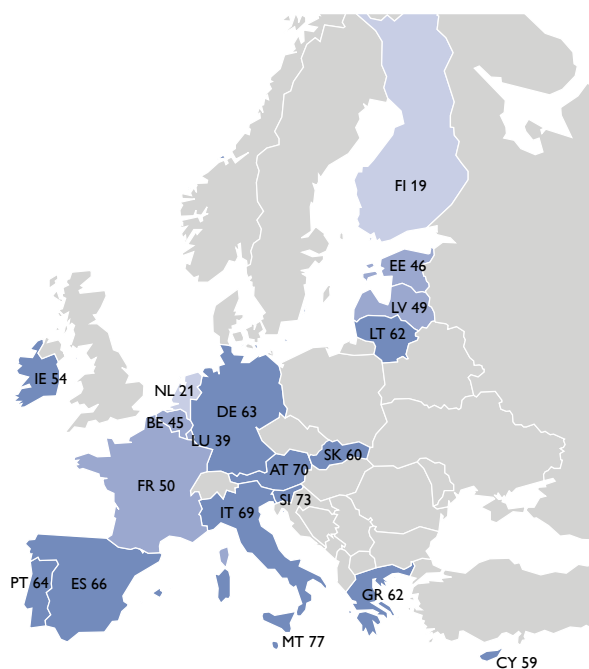 FI 19
EE 46
LV 49
LT 62
IE 54
NL 21
DE 63
BE 45
LU 39
SK 60
AT 70
FR 50
SI 73
IT 69
PT 64
ES 66
GR 62
MT 77
CY 59